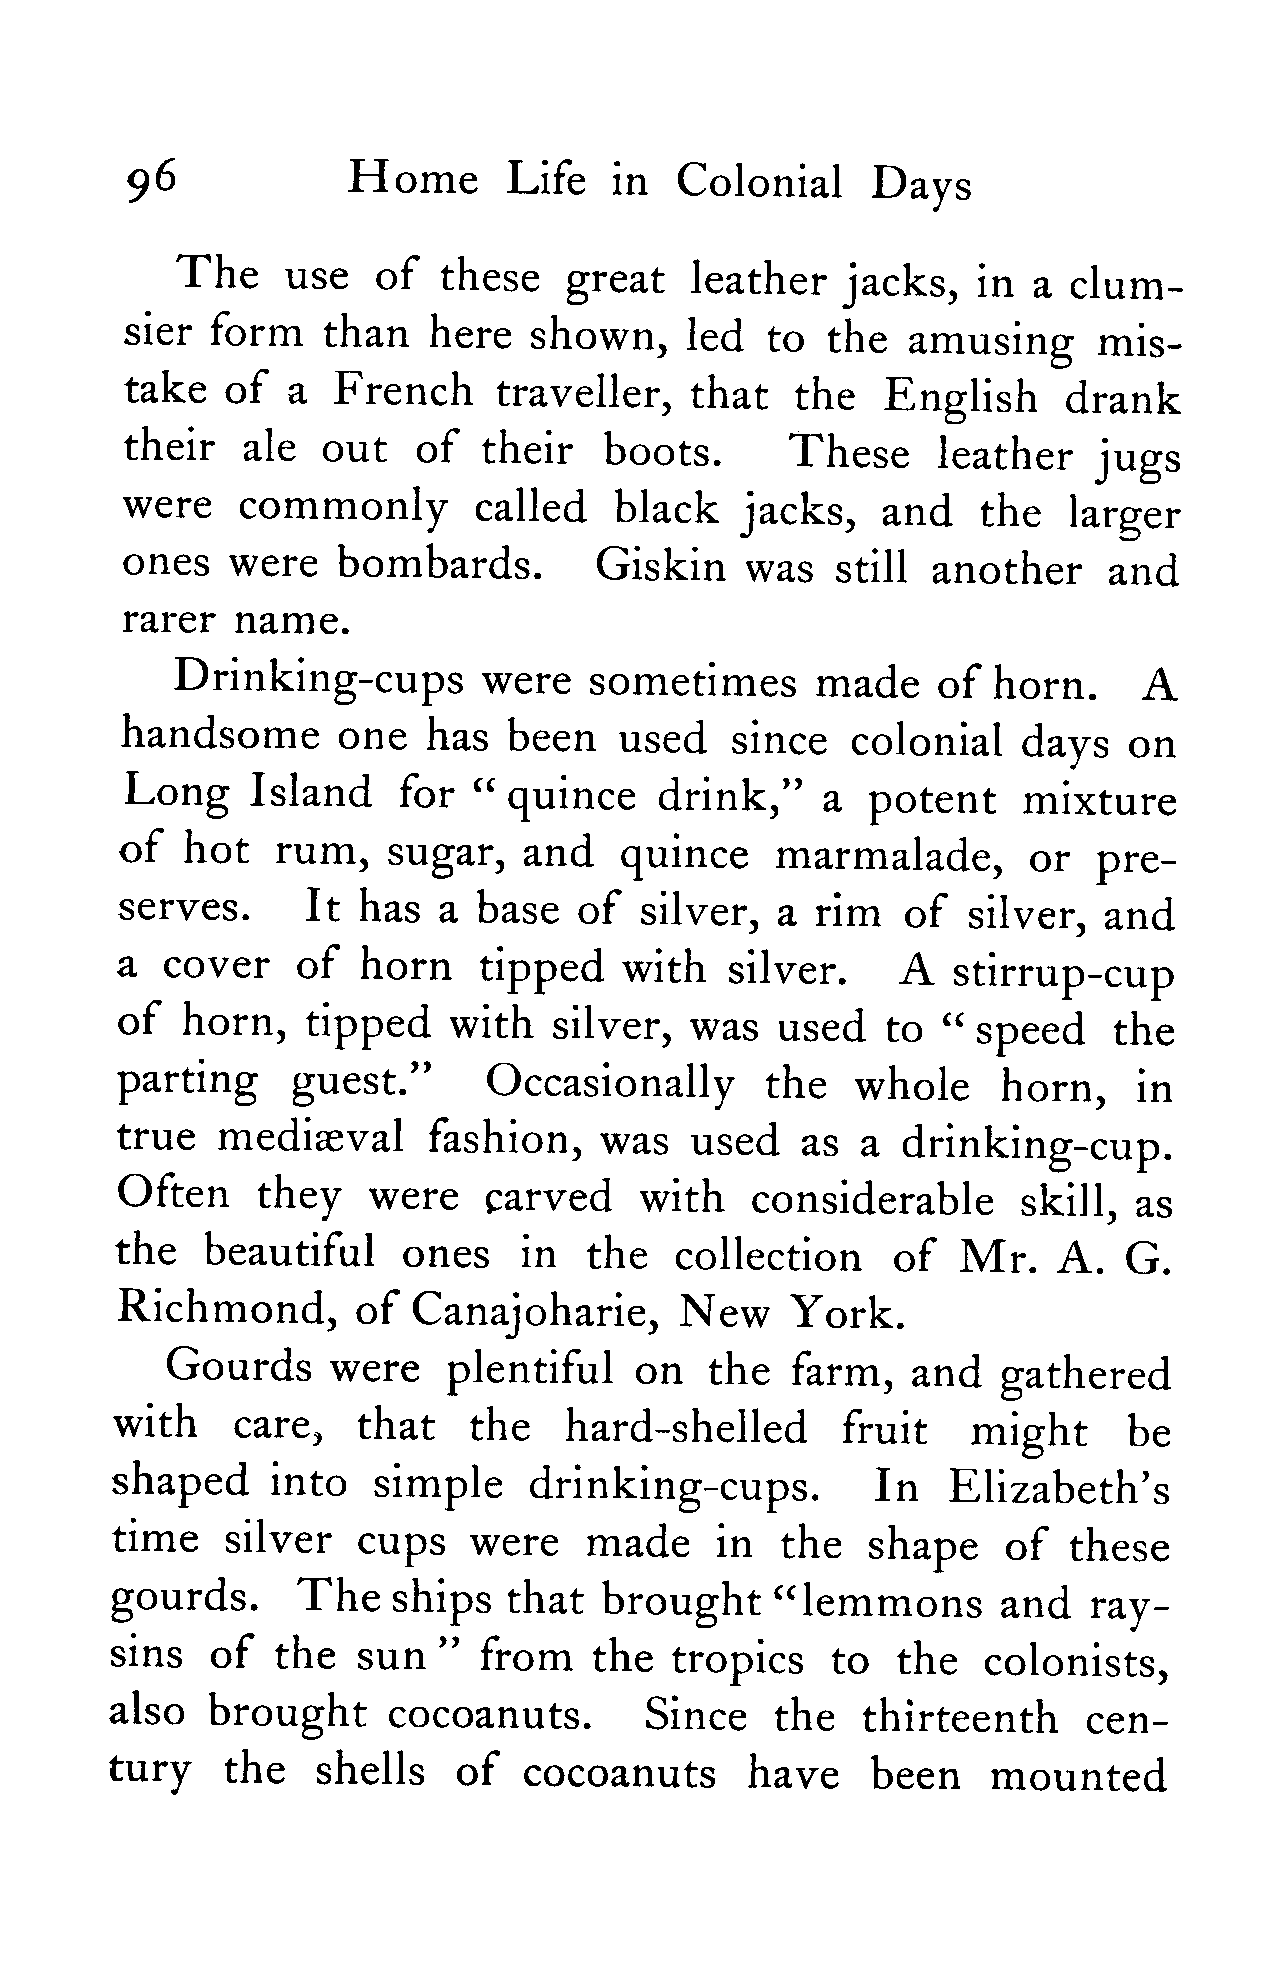 96 Home Life in Colonial Days
The use of these great leather jacks, in a clum-
sier form than here shown, led to the amusing mis-
take of a French traveller, that the English drank
their ale out of their boots. These leather jugs
were commonly called black jacks, and the larger
ones were bombards. Giskin was still another and
rarer name.
Drinking-cups were sometimes made of horn. A
handsome one has been used since colonial days on
Long Island for “ quince drink,” a potent mixture
of hot rum, sugar, and quince marmalade, or pre-
serves. It has a base of silver, a rim of silver, and
a cover of horn tipped with silver. A stirrup-cup
of horn, tipped with silver, was used to “ speed the
parting guest.” Occasionally the whole horn, in
true mediæval fashion, was used as a drinking-cup.
Often they were carved with considerable skill, as
the beautiful ones in the collection of Mr. A. G.
Richmond, of Canajoharie, New York.
Gourds were plentiful on the farm, and gathered
with care, that the hard-shelled fruit might be
shaped into simple drinking-cups. In Elizabeth’s
time silver cups were made in the shape of these
gourds. The ships that brought “lemmons and ray-
sins of the sun ” from the tropics to the colonists,
also brought cocoanuts. Since the thirteenth cen-
tury the shells of cocoanuts have been mounted